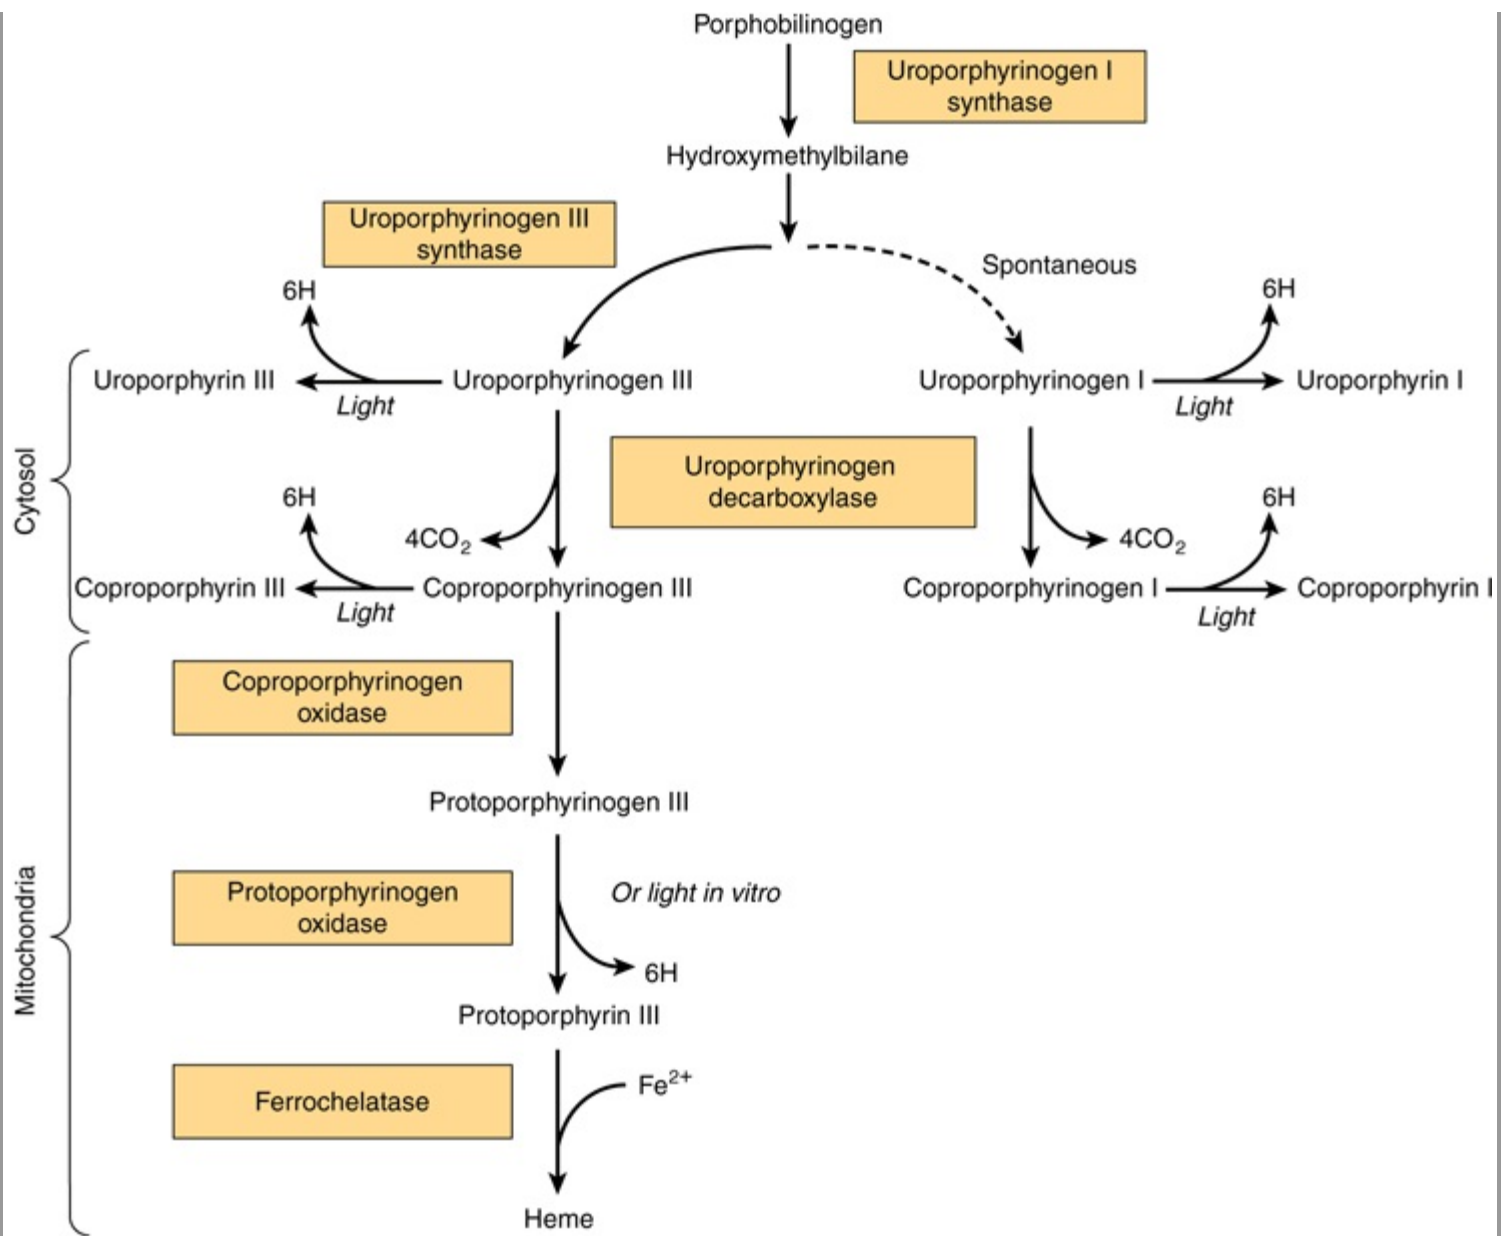 Porphobilinogen
Uroporphyrinogen I
synthase
Hydroxymethylbilane
Uroporphyrinogen III
synthase
Spontaneous
6H
6H
Uroporphyrin III
Light
Uroporphyrinogen III
Uroporphyrinogen I
Light
Uroporphyrin I
Cytosol
Uroporphyrinogen
decarboxylase
6H
4CO₂
4CO₂
6H
Coproporphyrin III
Light
Coproporphyrinogen III
Coproporphyrinogen I
Light
Coproporphyrin I
Coproporphyrinogen
oxidase
Protoporphyrinogen III
Mitochondria
Protoporphyrinogen
oxidase
Or light in vitro
6H
Protoporphyrin III
Ferrochelatase
Fe²⁺
Heme